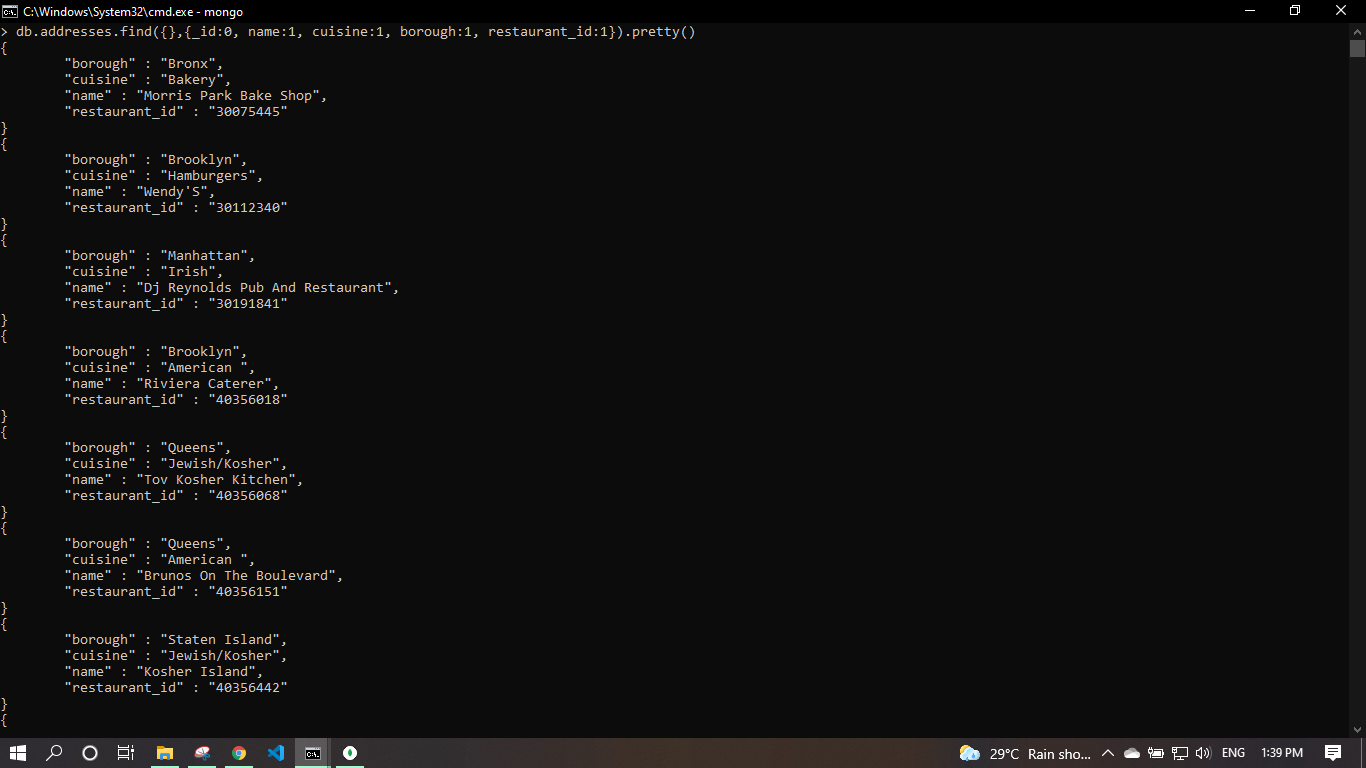 C:\Windows\System32\cmd.exe - mongo
> db.addresses.find({},{_id:0, name:1, cuisine:1, borough:1, restaurant_id:1}).pretty()
{
"borough" : "Bronx",
"cuisine" : "Bakery",
"name" : "Morris Park Bake Shop",
"restaurant_id" : "30075445"
}
{
"borough" : "Brooklyn",
"cuisine" : "Hamburgers",
"name" : "Wendy'S",
"restaurant_id" : "30112340"
}
{
"borough" : "Manhattan",
"cuisine" : "Irish",
"name" : "Dj Reynolds Pub And Restaurant",
"restaurant_id" : "30191841"
}
{
"borough" : "Brooklyn",
"cuisine" : "American ",
"name" : "Riviera Caterer",
"restaurant_id" : "40356018"
}
{
"borough" : "Queens",
"cuisine" : "Jewish/Kosher",
"name" : "Tov Kosher Kitchen",
"restaurant_id" : "40356068"
}
{
"borough" : "Queens",
"cuisine" : "American ",
"name" : "Brunos On The Boulevard",
"restaurant_id" : "40356151"
}
{
"borough" : "Staten Island",
"cuisine" : "Jewish/Kosher",
"name" : "Kosher Island",
"restaurant_id" : "40356442"
}
{
29°C Rain sho... ENG 1:39 PM